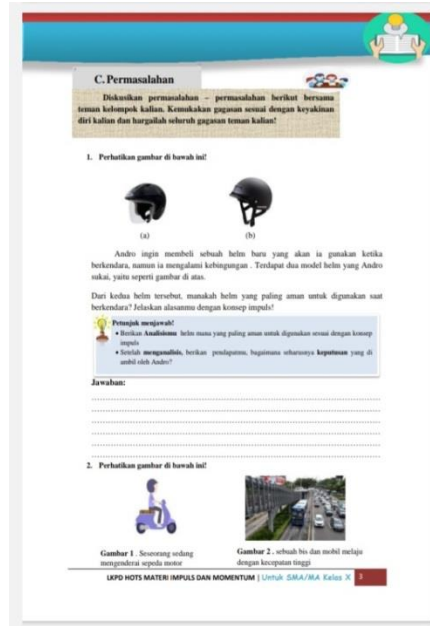 C. Permasalahan
Diskusikan permasalahan – permasalahan berikut bersama
teman kelompok kalian. Kemukakan gagasan sesuai dengan keyakinan
diri kalian dan hargailah seluruh gagasan teman kalian!
1. Perhatikan gambar di bawah ini!
(a) (b)
Andro ingin membeli sebuah helm baru yang akan ia gunakan ketika
berkendara, namun ia mengalami kebingungan . Terdapat dua model helm yang Andro
sukai, yaitu seperti gambar di atas.
Dari kedua helm tersebut, manakah helm yang paling aman untuk digunakan saat
berkendara? Jelaskan alasanmu dengan konsep impuls!
Petunjuk menjawab!
• Berikan Analisismu helm mana yang paling aman untuk digunakan sesuai dengan konsep
impuls
• Setelah menganalisis, berikan pendapatmu, bagaimana seharusnya keputusan yang di
ambil oleh Andro?
Jawaban:
2. Perhatikan gambar di bawah ini!
Gambar 1 . Seseorang sedang
mengenderai sepeda motor
Gambar 2 . sebuah bis dan mobil melaju
dengan kecepatan tinggi
LKPD HOTS MATERI IMPULS DAN MOMENTUM | Untuk SMA/MA Kelas X 3